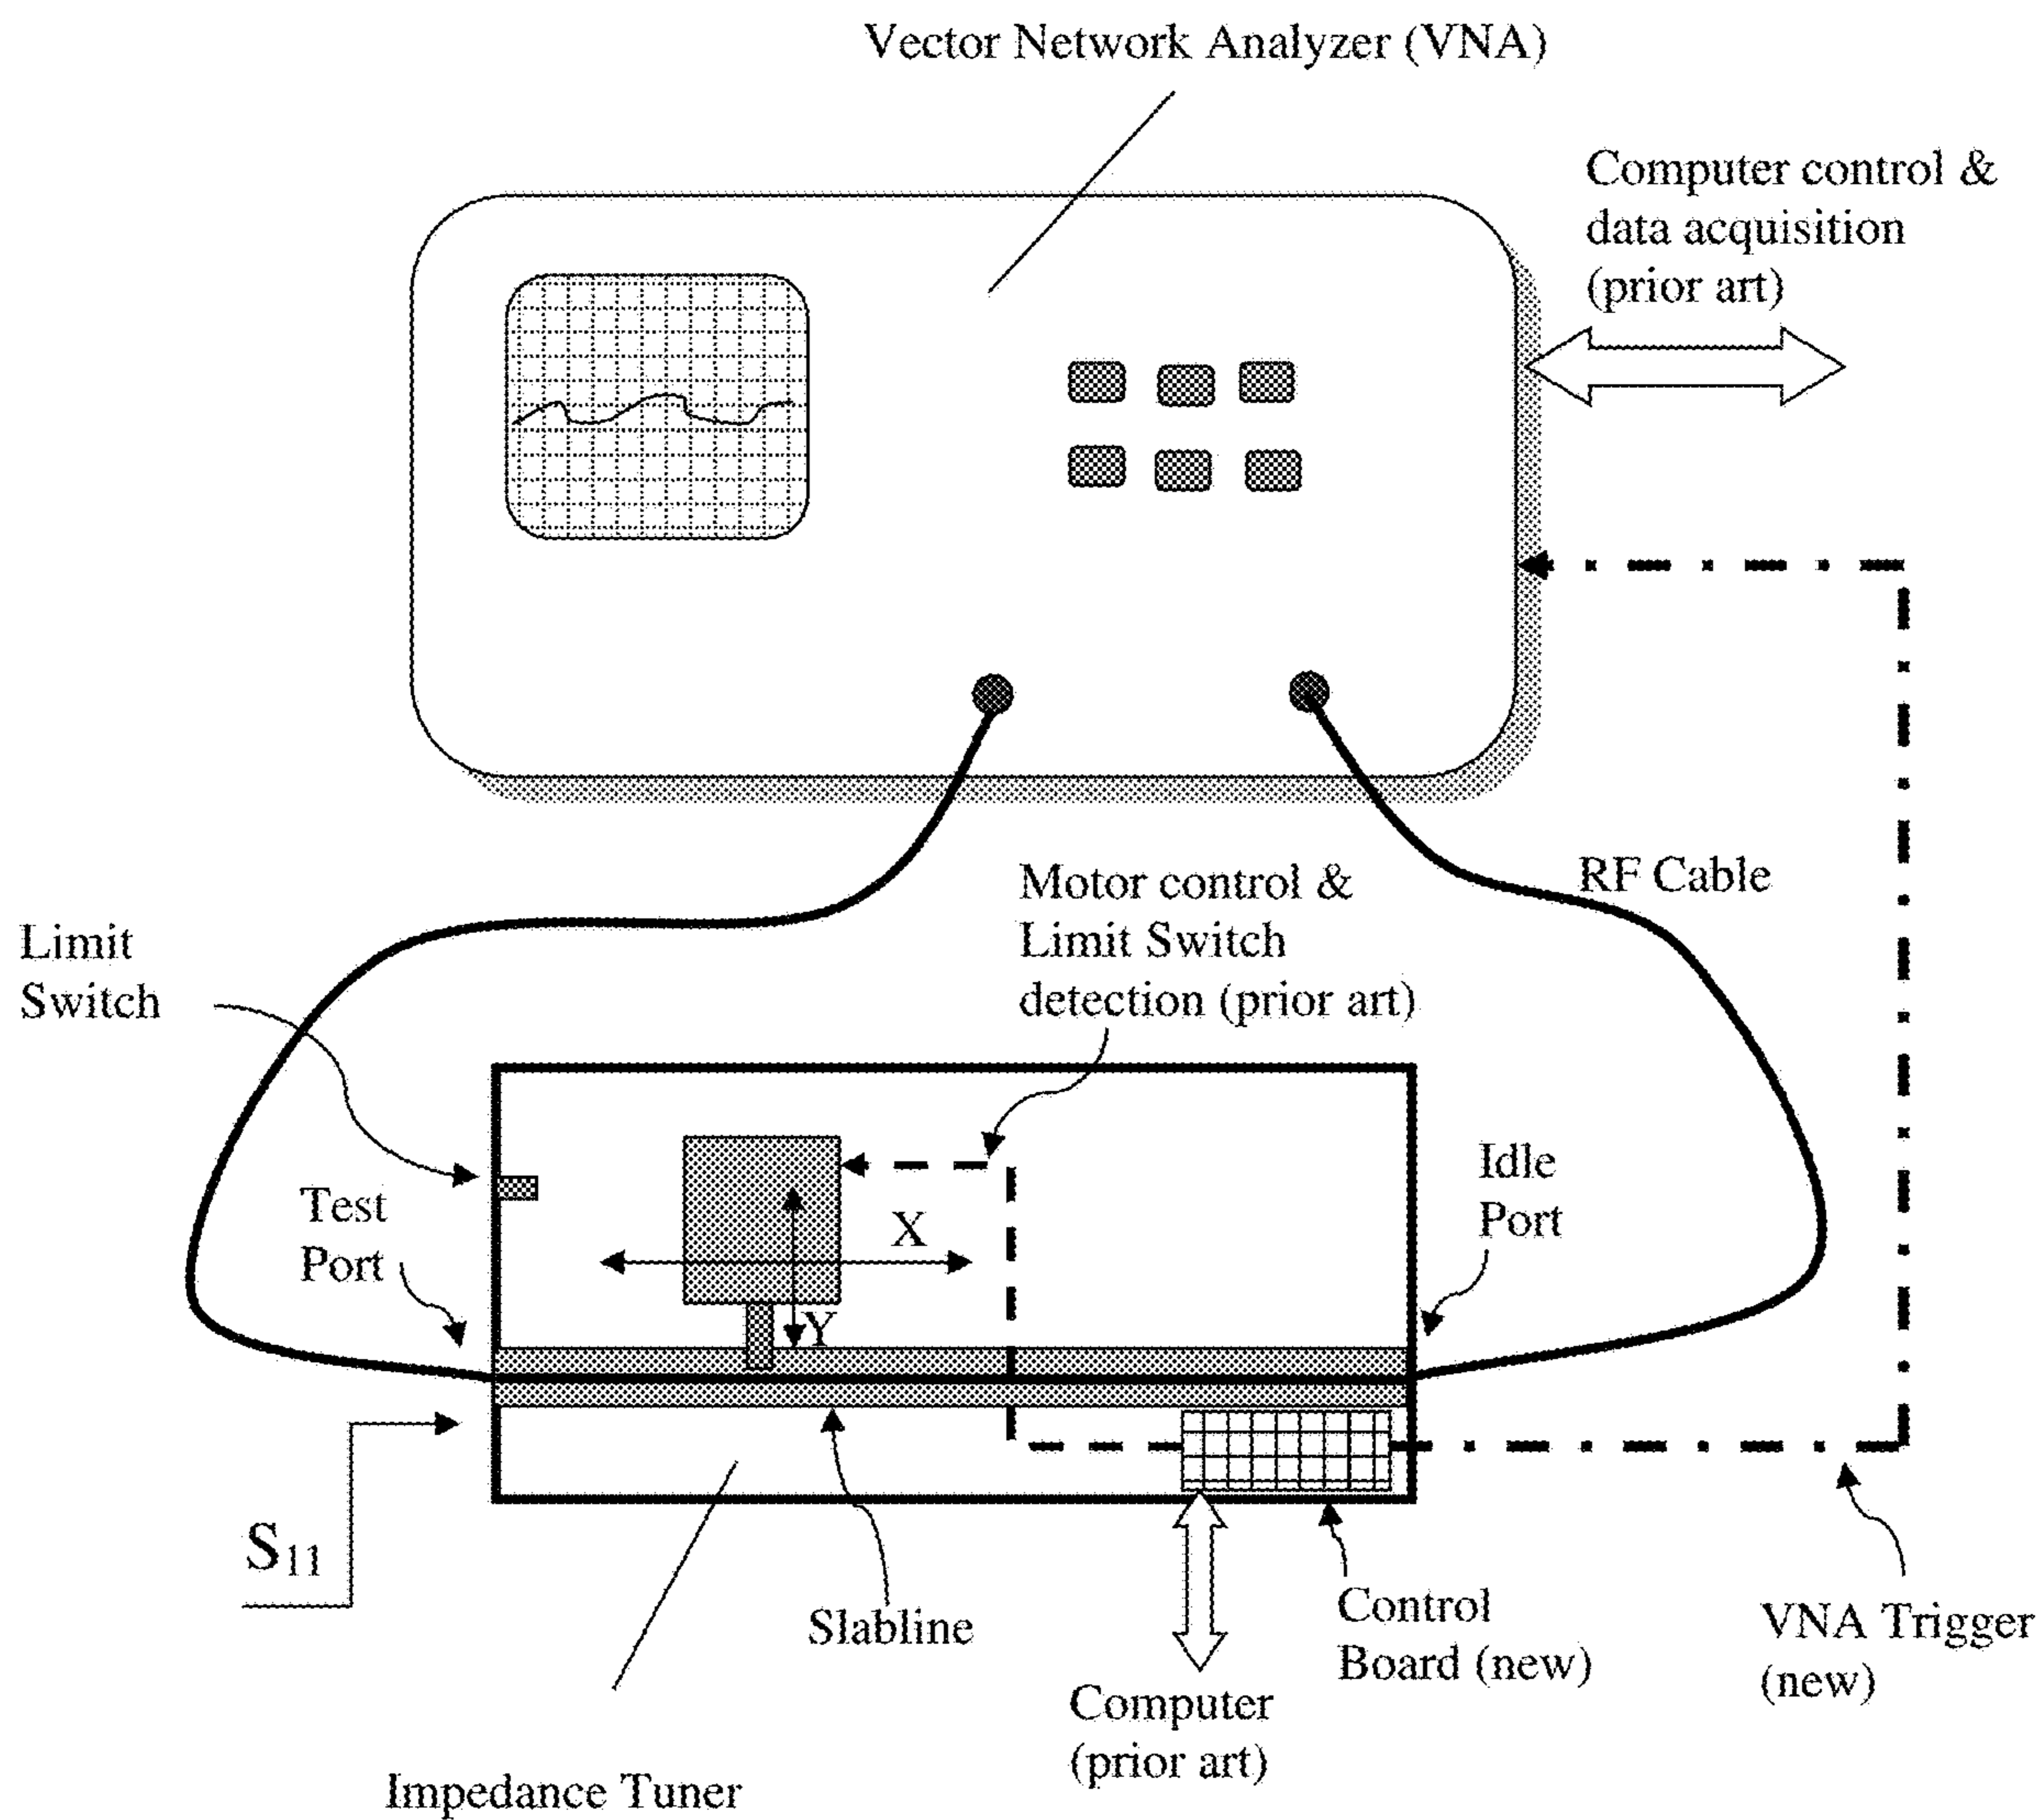 Vector Network Analyzer (VNA)
Computer control &
data acquisition
(prior art)
Motor control &
Limit Switch
detection (prior art)
RF Cable
Limit
Switch
Test
Port
X
Y
Idle
Port
S11
Slabline
Control
Board (new)
VNA Trigger
(new)
Computer
(prior art)
Impedance Tuner